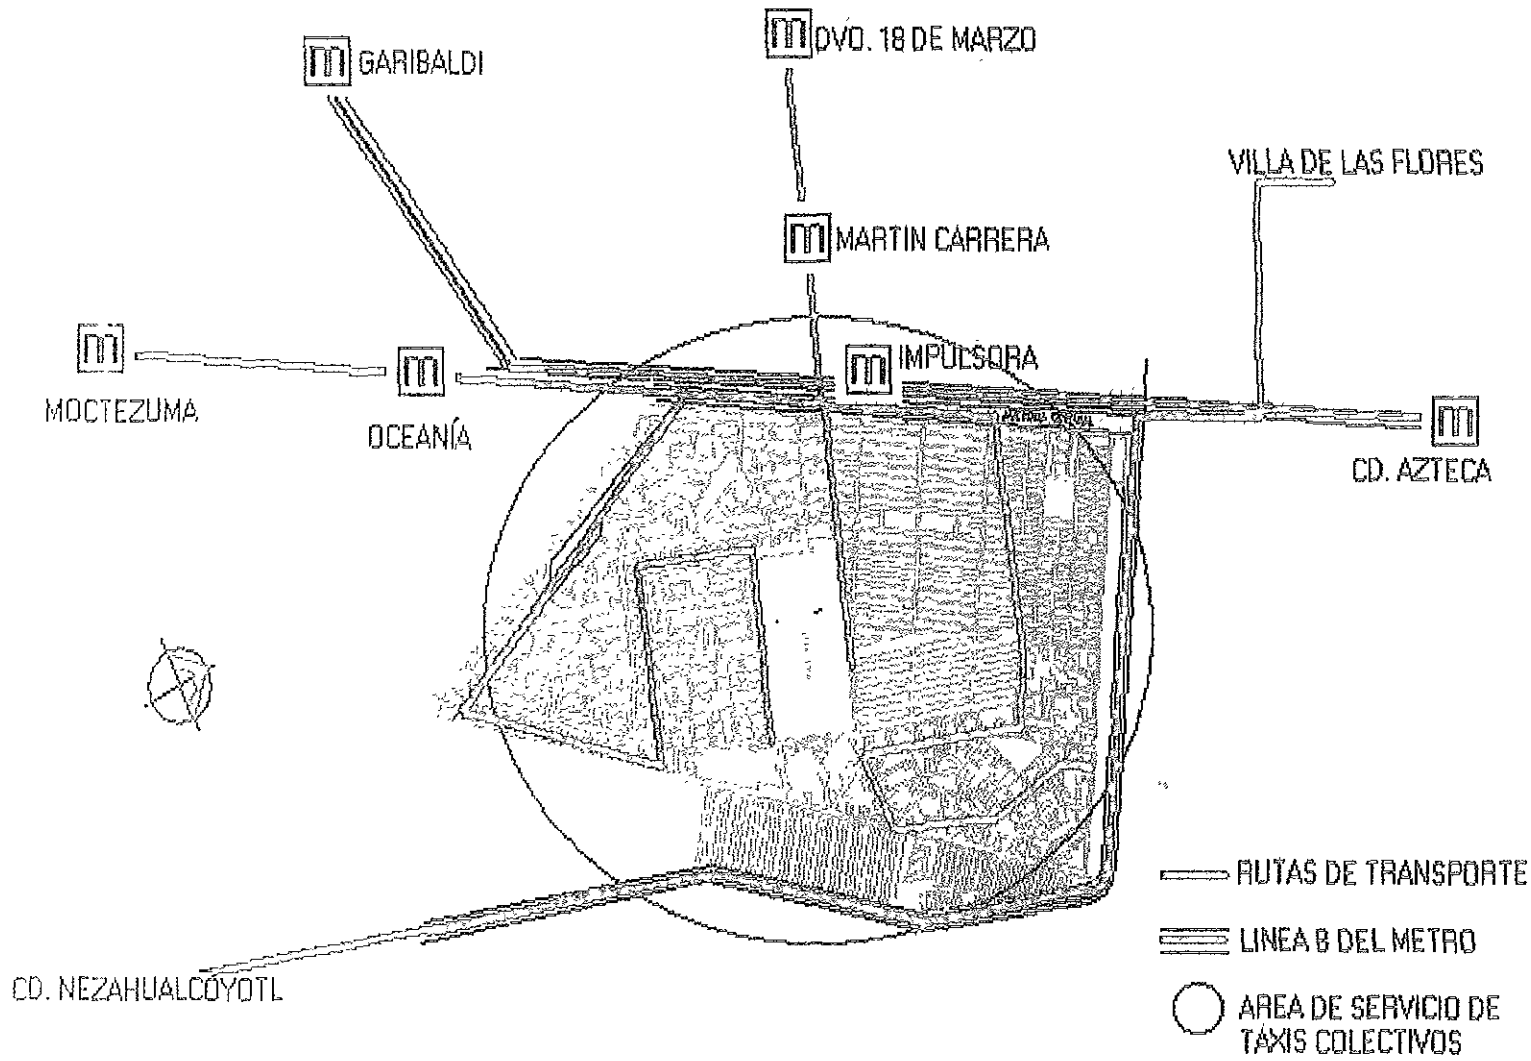 m GARIBALDI
m DVO. 18 DE MARZO
VILLA DE LAS FLORES
m MARTIN CARRERA
m
MOCTEZUMA
m
OCEANÍA
m IMPULSORA
m
CD. AZTECA
CD. NEZAHUALCÓYOTL
RUTAS DE TRANSPORTE
LINEA B DEL METRO
AREA DE SERVICIO DE
TAXIS COLECTIVOS